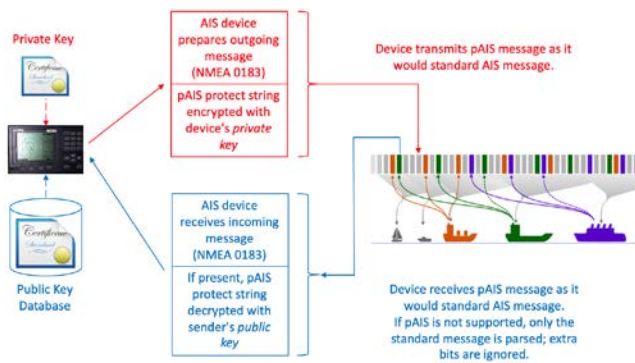 Private Key
AIS device
prepares outgoing
message
(NMEA 0183)
pAIS protect string
encrypted with
device's private
key
Device transmits pAIS message as it
would standard AIS message.
AIS device
receives incoming
message
(NMEA 0183)
If present, pAIS
protect string
decrypted with
sender's public
key
Public Key
Database
Device receives pAIS message as it
would standard AIS message.
If pAIS is not supported, only the
standard message is parsed; extra
bits are ignored.